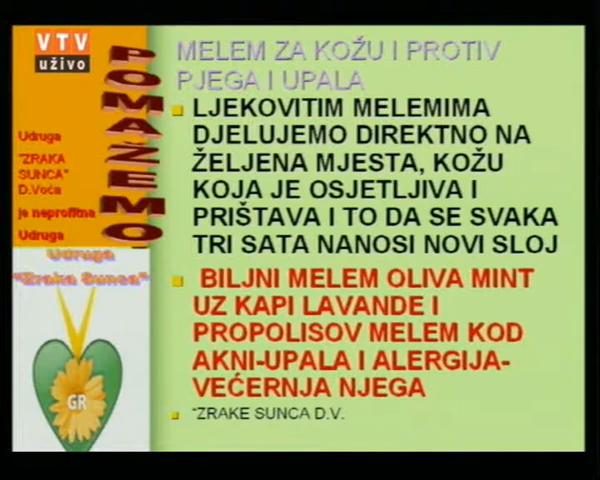 VTV
uživo
POMAŽEMO
Udruga
"ZRAKA
SUNCA"
D.Voća
je neprofitna
Udruga
Udruga
"Zraka Sunca"
GR
MELEM ZA KOŽU I PROTIV
PJEGA I UPALA
LJEKOVITIM MELEMIMA
DJELUJEMO DIREKTNO NA
ŽELJENA MJESTA, KOŽU
KOJA JE OSJETLJIVA I
PRIŠTAVA I TO DA SE SVAKA
TRI SATA NANOSI NOVI SLOJ
BILJNI MELEM OLIVA MINT
UZ KAPI LAVANDE I
PROPOLISOV MELEM KOD
AKNI-UPALA I ALERGIJA-
VEĆERNJA NJEGA
"ZRAKE SUNCA D.V.